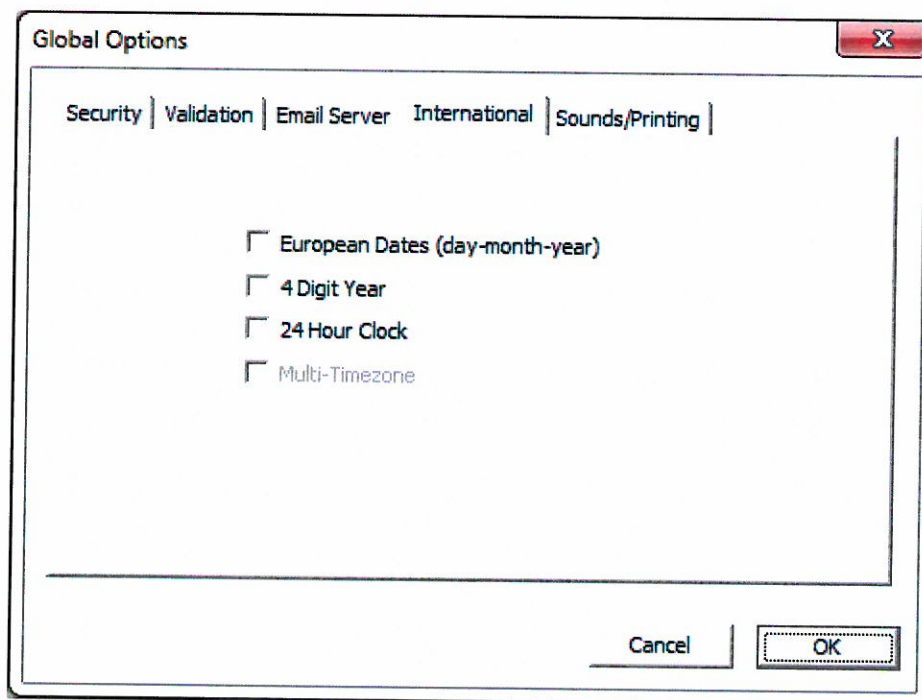 Global Options
Security Validation Email Server International Sounds/Printing
European Dates (day-month-year)
4 Digit Year
24 Hour Clock
Multi-Timezone
Cancel OK